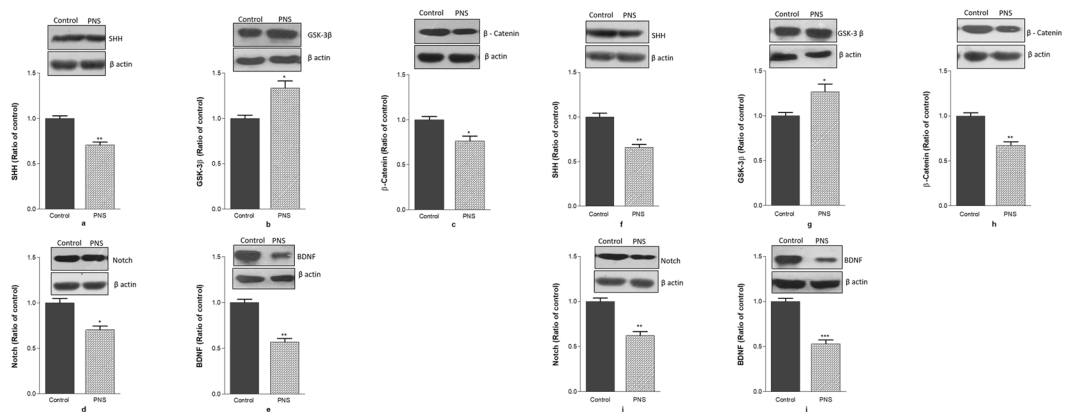 Control PNS
SHH
β actin
1.5
1.0
0.5
0.0
SHH (Ratio of control)
**
Control PNS
a
Control PNS
GSK-3β
β actin
1.5
1.0
0.5
0.0
GSK-3β (Ratio of control)
*
Control PNS
b
Control PNS
β - Catenin
β actin
1.5
1.0
0.5
0.0
β-Catenin (Ratio of control)
*
Control PNS
c
Control PNS
SHH
β actin
1.5
1.0
0.5
0.0
SHH (Ratio of control)
**
Control PNS
f
Control PNS
GSK-3 β
β actin
1.5
1.0
0.5
0.0
GSK-3β (Ratio of control)
*
Control PNS
g
Control PNS
β - Catenin
β actin
1.5
1.0
0.5
0.0
β-Catenin (Ratio of control)
**
Control PNS
h
Control PNS
Notch
β actin
1.5
1.0
0.5
0.0
Notch (Ratio of control)
*
Control PNS
d
Control PNS
BDNF
β actin
1.5
1.0
0.5
0.0
BDNF (Ratio of control)
**
Control PNS
e
Control PNS
Notch
β actin
1.5
1.0
0.5
0.0
Notch (Ratio of control)
**
Control PNS
i
Control PNS
BDNF
β actin
1.5
1.0
0.5
0.0
BDNF (Ratio of control)
***
Control PNS
j